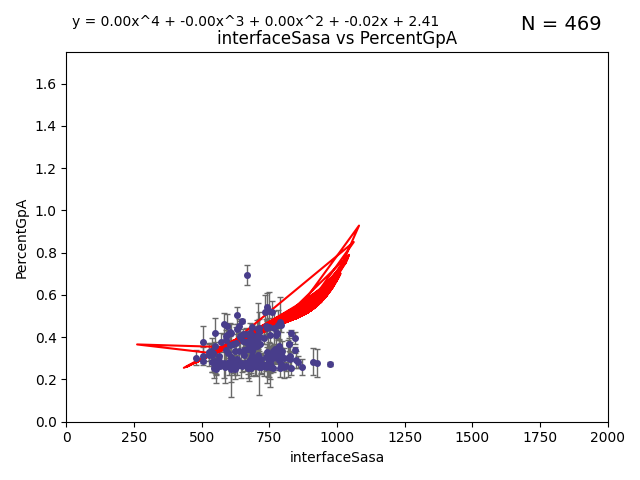 y = 0.00x^4 + -0.00x^3 + 0.00x^2 + -0.02x + 2.41
N = 469
interfaceSasa vs PercentGpA
1.6
1.4
1.2
1.0
0.8
0.6
0.4
0.2
0.0
PercentGpA
0 250 500 750 1000 1250 1500 1750 2000
interfaceSasa